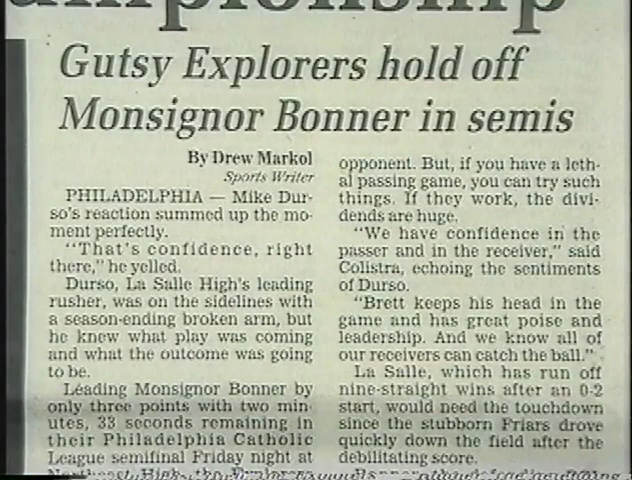 Gutsy Explorers hold off
Monsignor Bonner in semis
By Drew Markol
Sports Writer
PHILADELPHIA — Mike Dur-
so's reaction summed up the mo-
ment perfectly.
"That's confidence, right
there," he yelled.
Durso, La Salle High's leading
rusher, was on the sidelines with
a season-ending broken arm, but
he knew what play was coming
and what the outcome was going
to be.
Leading Monsignor Bonner by
only three points with two min-
utes, 33 seconds remaining in
their Philadelphia Catholic
League semifinal Friday night at
opponent. But, if you have a leth-
al passing game, you can try such
things. If they work, the divi-
dends are huge.
"We have confidence in the
passer and in the receiver," said
Colistra, echoing the sentiments
of Durso.
"Brett keeps his head in the
game and has great poise and
leadership. And we know all of
our receivers can catch the ball."
La Salle, which has run off
nine-straight wins after an 0-2
start, would need the touchdown
since the stubborn Friars drove
quickly down the field after the
debilitating score.